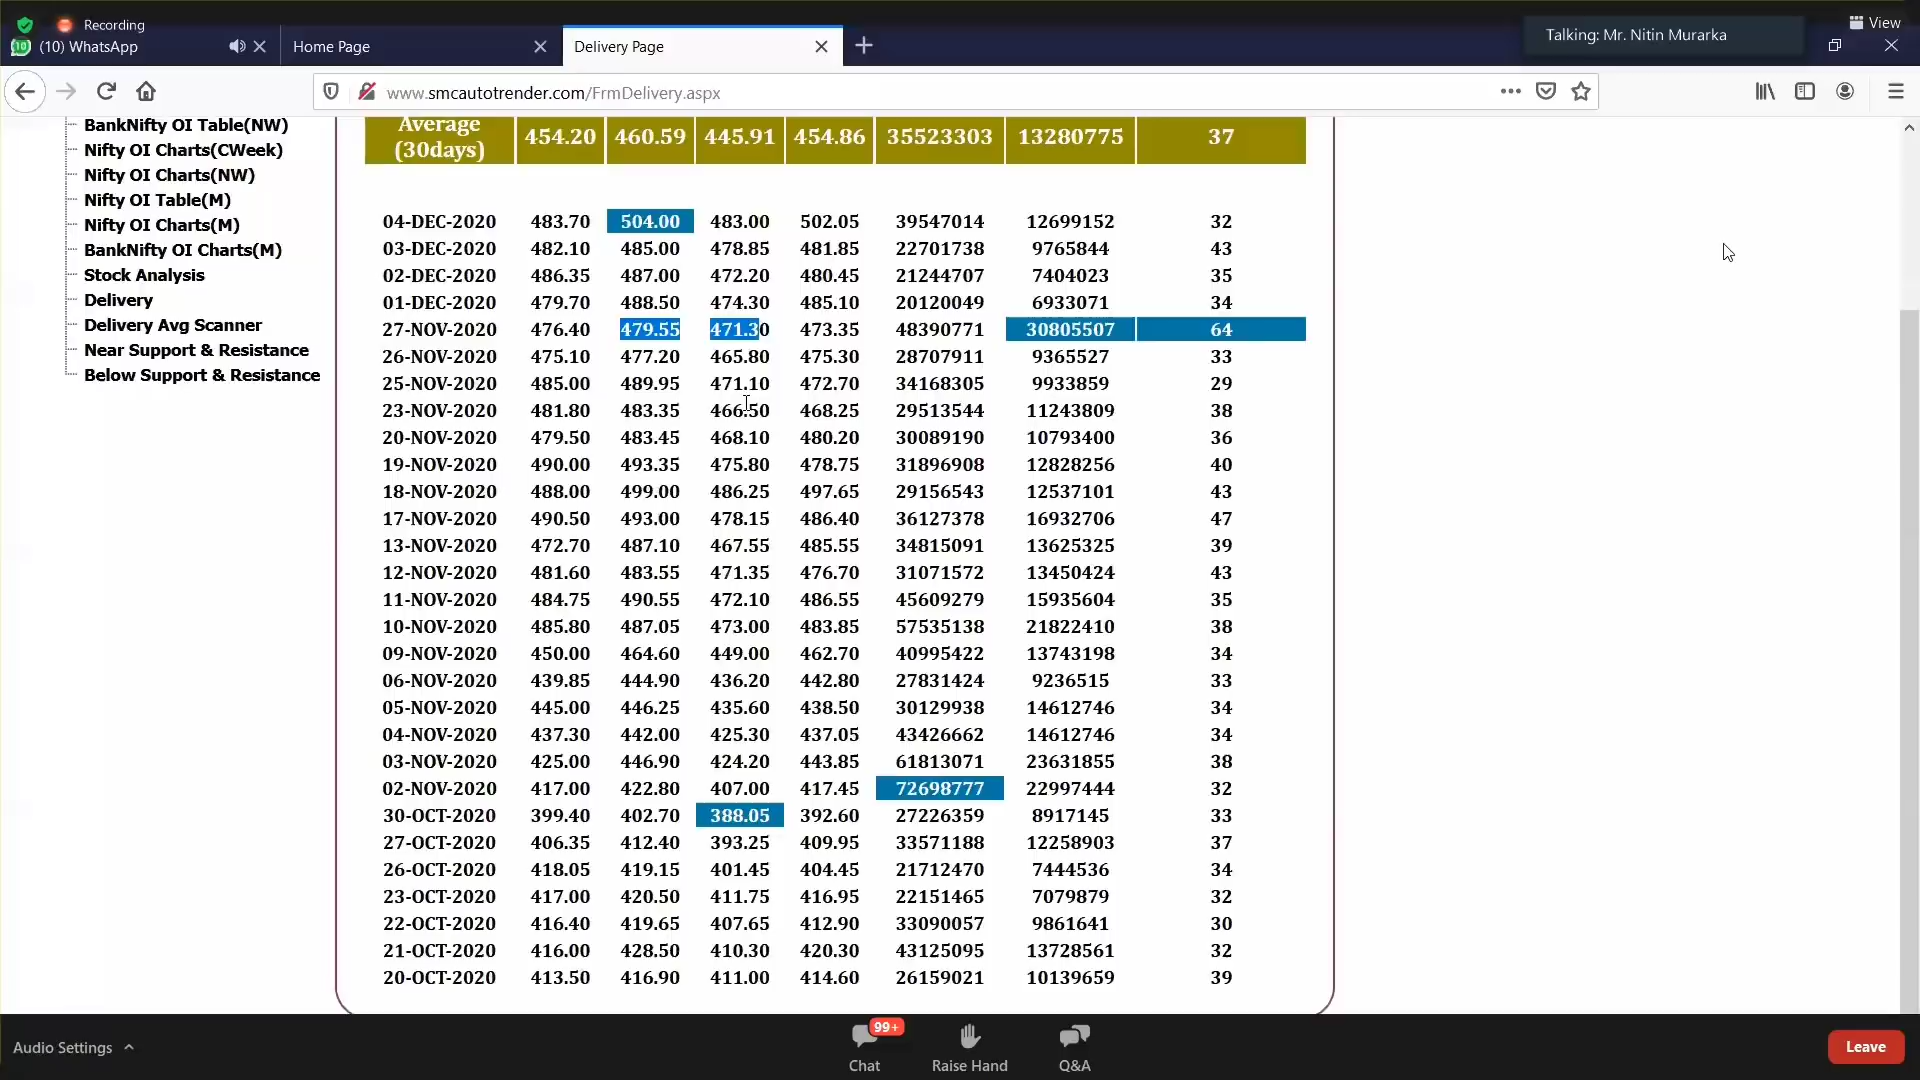 Recording
View
(10) WhatsApp
Home Page
Delivery Page
Talking: Mr. Nitin Murarka
www.smcautotrender.com/FrmDelivery.aspx
BankNifty OI Table(NW)
Nifty OI Charts(CWeek)
Nifty OI Charts(NW)
Nifty OI Table(M)
Nifty OI Charts(M)
BankNifty OI Charts(M)
Stock Analysis
Delivery
Delivery Avg Scanner
Near Support & Resistance
Below Support & Resistance
Average (30days) 454.20 460.59 445.91 454.86 35523303 13280775 37
04-DEC-2020 483.70 504.00 483.00 502.05 39547014 12699152 32
03-DEC-2020 482.10 485.00 478.85 481.85 22701738 9765844 43
02-DEC-2020 486.35 487.00 472.20 480.45 21244707 7404023 35
01-DEC-2020 479.70 488.50 474.30 485.10 20120049 6933071 34
27-NOV-2020 476.40 479.55 471.30 473.35 48390771 30805507 64
26-NOV-2020 475.10 477.20 465.80 475.30 28707911 9365527 33
25-NOV-2020 485.00 489.95 471.10 472.70 34168305 9933859 29
23-NOV-2020 481.80 483.35 466.50 468.25 29513544 11243809 38
20-NOV-2020 479.50 483.45 468.10 480.20 30089190 10793400 36
19-NOV-2020 490.00 493.35 475.80 478.75 31896908 12828256 40
18-NOV-2020 488.00 499.00 486.25 497.65 29156543 12537101 43
17-NOV-2020 490.50 493.00 478.15 486.40 36127378 16932706 47
13-NOV-2020 472.70 487.10 467.55 485.55 34815091 13625325 39
12-NOV-2020 481.60 483.55 471.35 476.70 31071572 13450424 43
11-NOV-2020 484.75 490.55 472.10 486.55 45609279 15935604 35
10-NOV-2020 485.80 487.05 473.00 483.85 57535138 21822410 38
09-NOV-2020 450.00 464.60 449.00 462.70 40995422 13743198 34
06-NOV-2020 439.85 444.90 436.20 442.80 27831424 9236515 33
05-NOV-2020 445.00 446.25 435.60 438.50 30129938 14612746 34
04-NOV-2020 437.30 442.00 425.30 437.05 43426662 14612746 34
03-NOV-2020 425.00 446.90 424.20 443.85 61813071 23631855 38
02-NOV-2020 417.00 422.80 407.00 417.45 72698777 22997444 32
30-OCT-2020 399.40 402.70 388.05 392.60 27226359 8917145 33
27-OCT-2020 406.35 412.40 393.25 409.95 33571188 12258903 37
26-OCT-2020 418.05 419.15 401.45 404.45 21712470 7444536 34
23-OCT-2020 417.00 420.50 411.75 416.95 22151465 7079879 32
22-OCT-2020 416.40 419.65 407.65 412.90 33090057 9861641 30
21-OCT-2020 416.00 428.50 410.30 420.30 43125095 13728561 32
20-OCT-2020 413.50 416.90 411.00 414.60 26159021 10139659 39
Audio Settings
99+
Chat
Raise Hand
Q&A
Leave